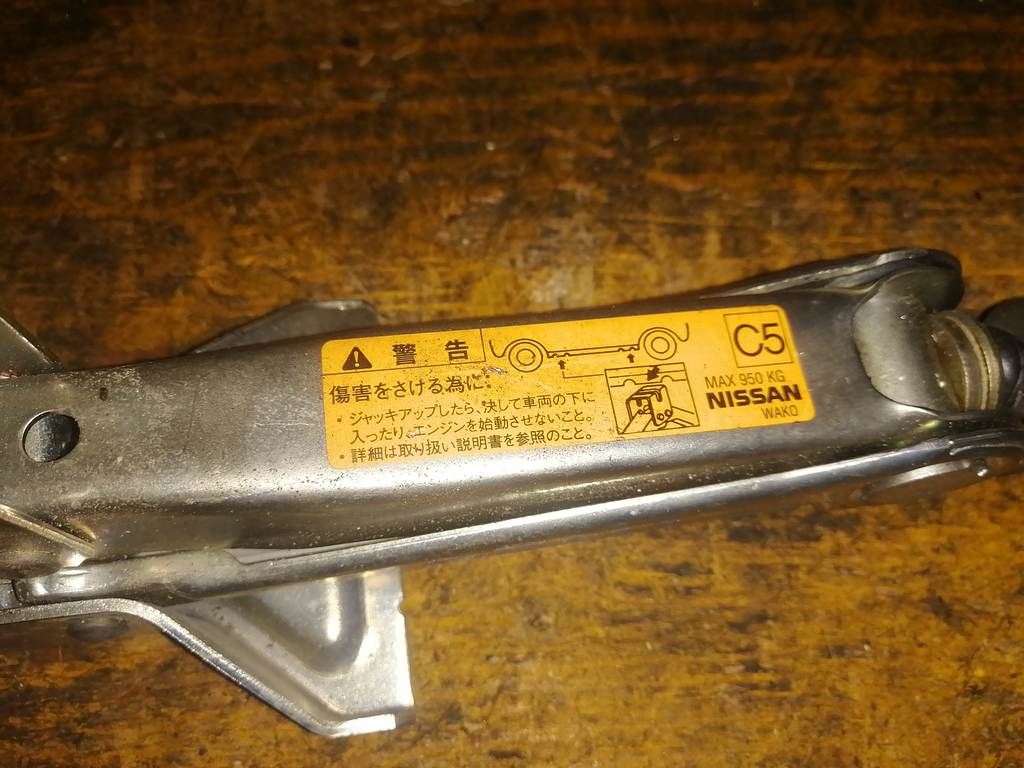 警告
傷害をさける為に:
・ジャッキアップしたら、決して車両の下に
入ったり、エンジンを始動させないこと。
・詳細は取り扱い説明書を参照のこと。
C5
MAX 950 KG
NISSAN
WAKO